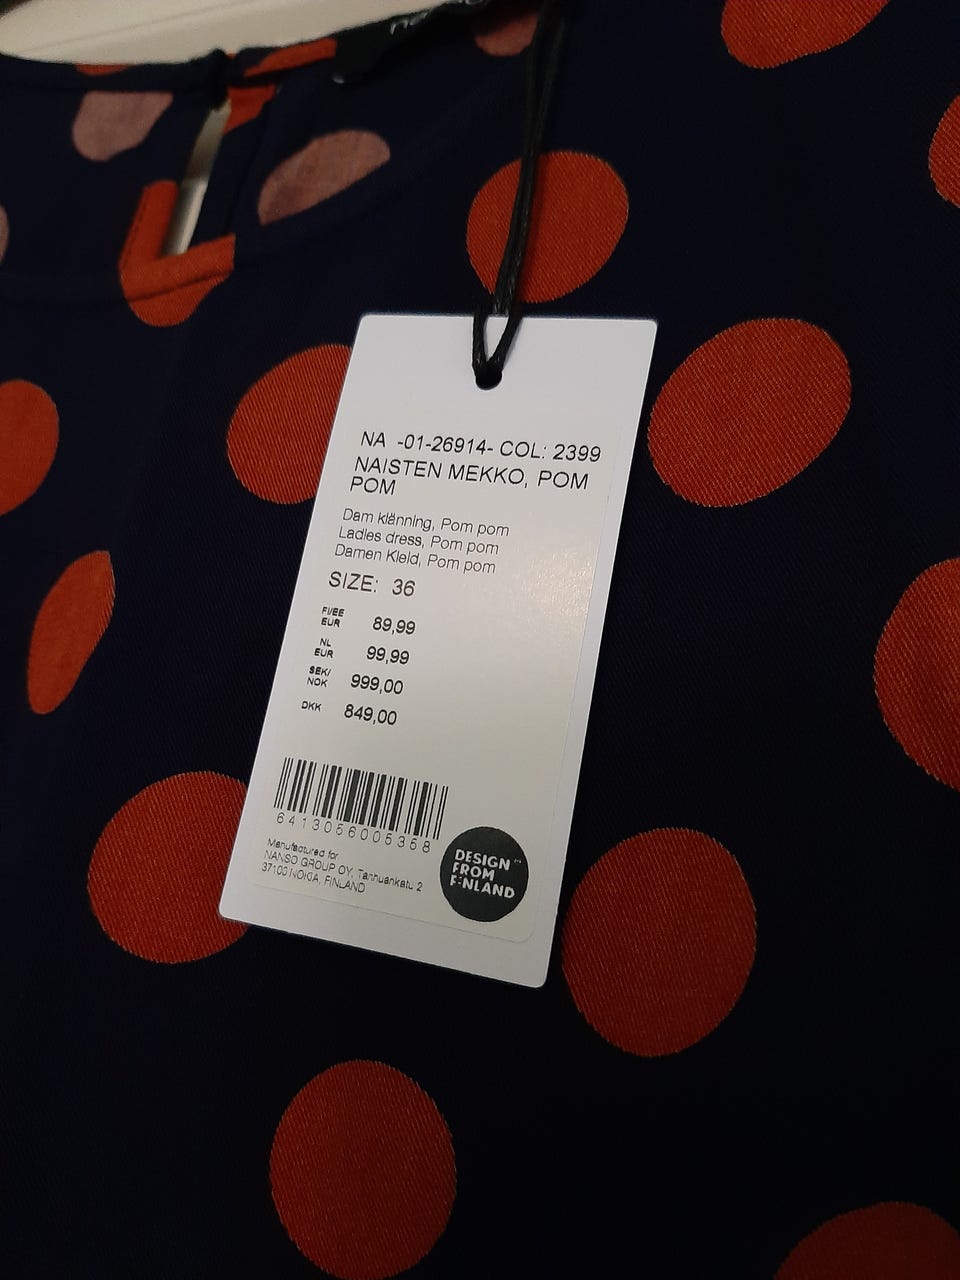 NA -01-26914- COL: 2399
NAISTEN MEKKO, POM
POM
Dam klänning, Pom pom
Ladies dress, Pom pom
Damen Kleid, Pom pom
SIZE: 36
FI/EE
EUR 89,99
NL
EUR 99,99
SEK/
NOK 999,00
DKK 849,00
6413056005358
Manufactured for
NANSO GROUP OY, Tanhuankatu 2
37100 NOKIA, FINLAND
DESIGN
FROM
FINLAND